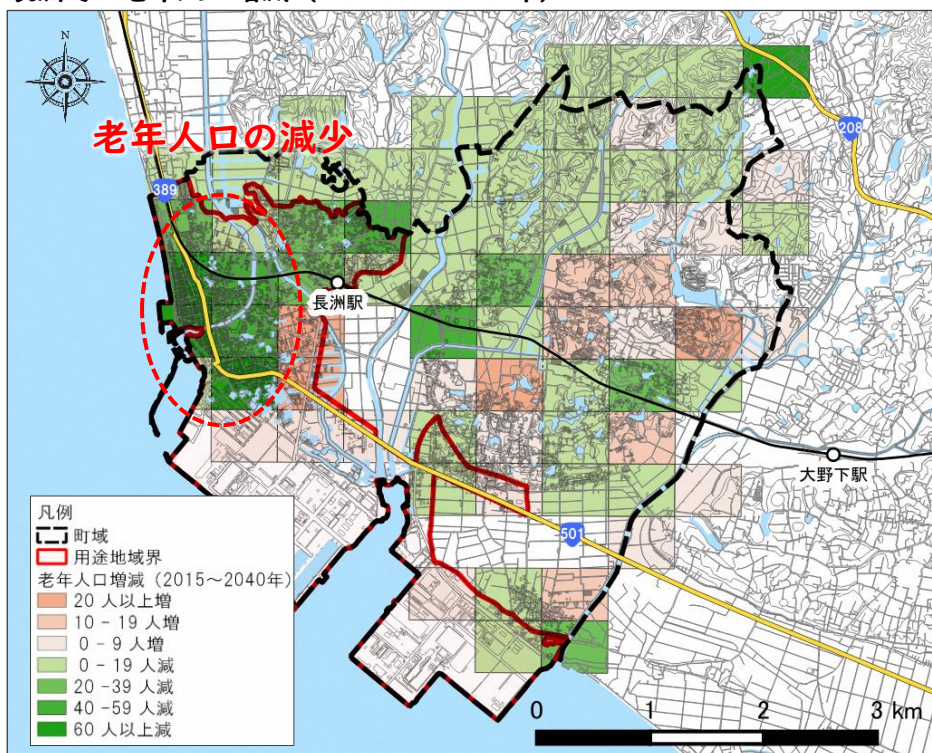 N
老年人口の減少
389
208
長洲駅
大野下駅
501
凡例
町域
用途地域界
老年人口増減（2015～2040年）
20 人以上増
10 - 19 人増
0 - 9 人増
0 - 19 人減
20 -39 人減
40 -59 人減
60 人以上減
0 1 2 3 km